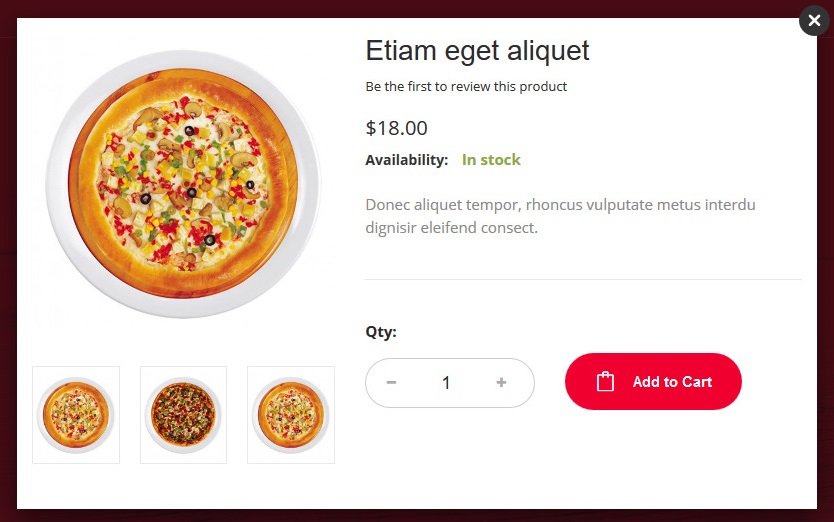 Etiam eget aliquet
Be the first to review this product
$18.00
Availability: In stock
Donec aliquet tempor, rhoncus vulputate metus interdu
dignisir eleifend consect.
Qty:
1
Add to Cart